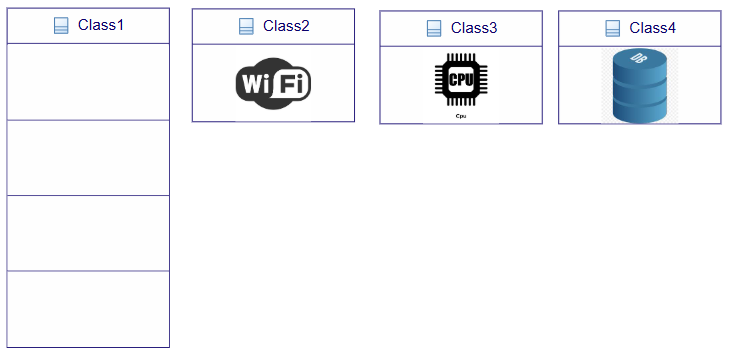 Class1
Class2
Class3
Class4
WiFi
CPU
Cpu
DB